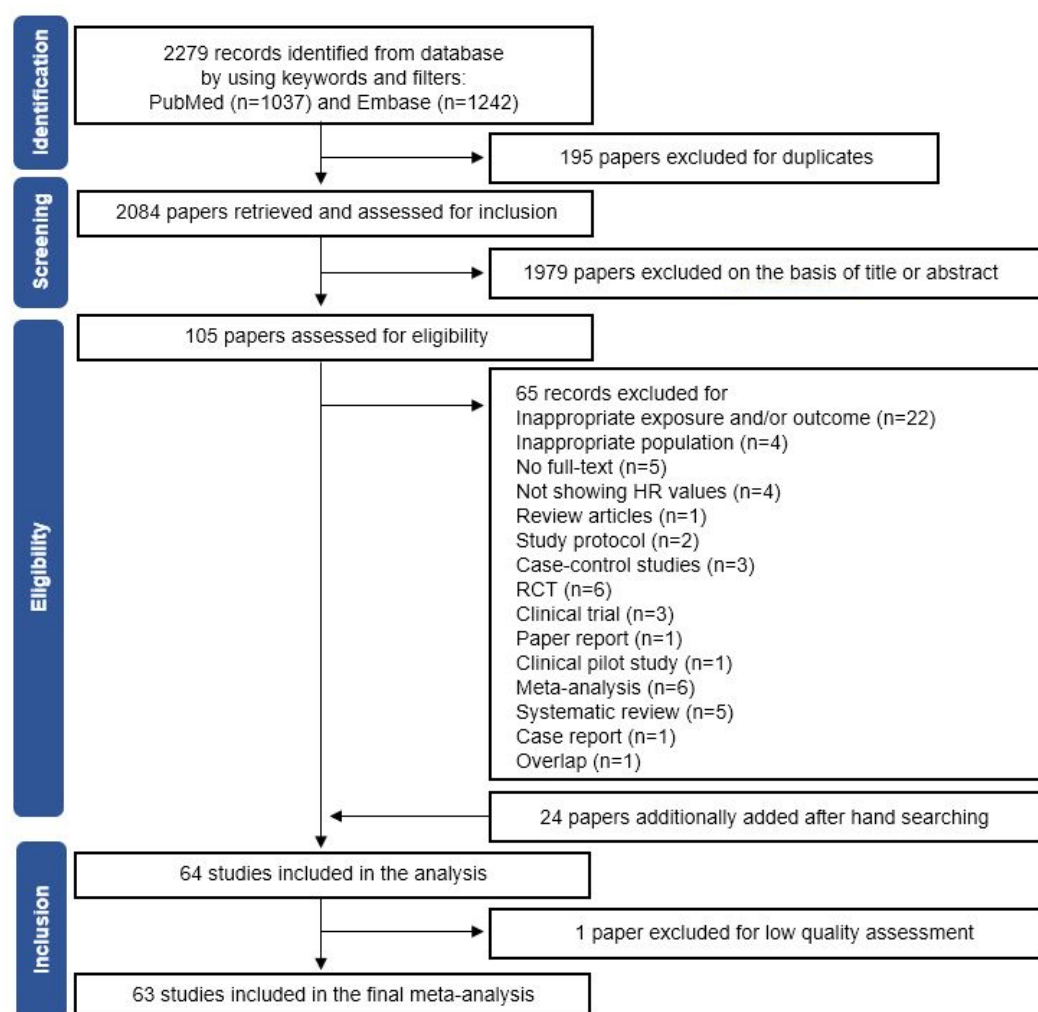 Identification
2279 records identified from database
by using keywords and filters:
PubMed (n=1037) and Embase (n=1242)
195 papers excluded for duplicates
Screening
2084 papers retrieved and assessed for inclusion
1979 papers excluded on the basis of title or abstract
Eligibility
105 papers assessed for eligibility
65 records excluded for
Inappropriate exposure and/or outcome (n=22)
Inappropriate population (n=4)
No full-text (n=5)
Not showing HR values (n=4)
Review articles (n=1)
Study protocol (n=2)
Case-control studies (n=3)
RCT (n=6)
Clinical trial (n=3)
Paper report (n=1)
Clinical pilot study (n=1)
Meta-analysis (n=6)
Systematic review (n=5)
Case report (n=1)
Overlap (n=1)
24 papers additionally added after hand searching
Inclusion
64 studies included in the analysis
1 paper excluded for low quality assessment
63 studies included in the final meta-analysis